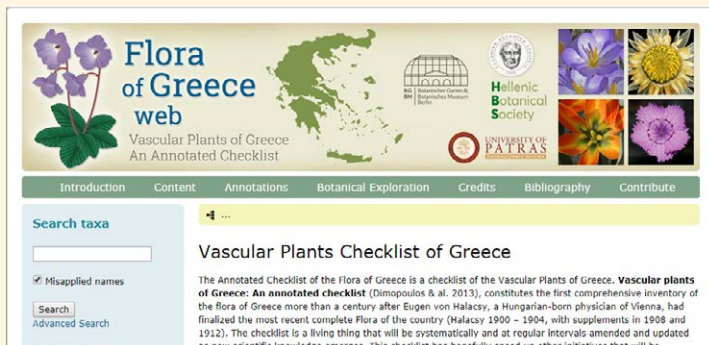 Flora
of Greece
web
Vascular Plants of Greece
An Annotated Checklist
BG Botanischer Garten &
BM Botanisches Museum
Berlin
Hellenic
Botanical
Society
UNIVERSITY OF
PATRAS
Introduction Content Annotations Botanical Exploration Credits Bibliography Contribute
Search taxa
Misapplied names
Search
Advanced Search
...
Vascular Plants Checklist of Greece
The Annotated Checklist of the Flora of Greece is a checklist of the Vascular Plants of Greece. Vascular plants
of Greece: An annotated checklist (Dimopoulos & al. 2013), constitutes the first comprehensive inventory of
the flora of Greece more than a century after Eugen von Halacsy, a Hungarian-born physician of Vienna, had
finalized the most recent complete Flora of the country (Halacsy 1900 – 1904, with supplements in 1908 and
1912). The checklist is a living thing that will be systematically and at regular intervals amended and updated